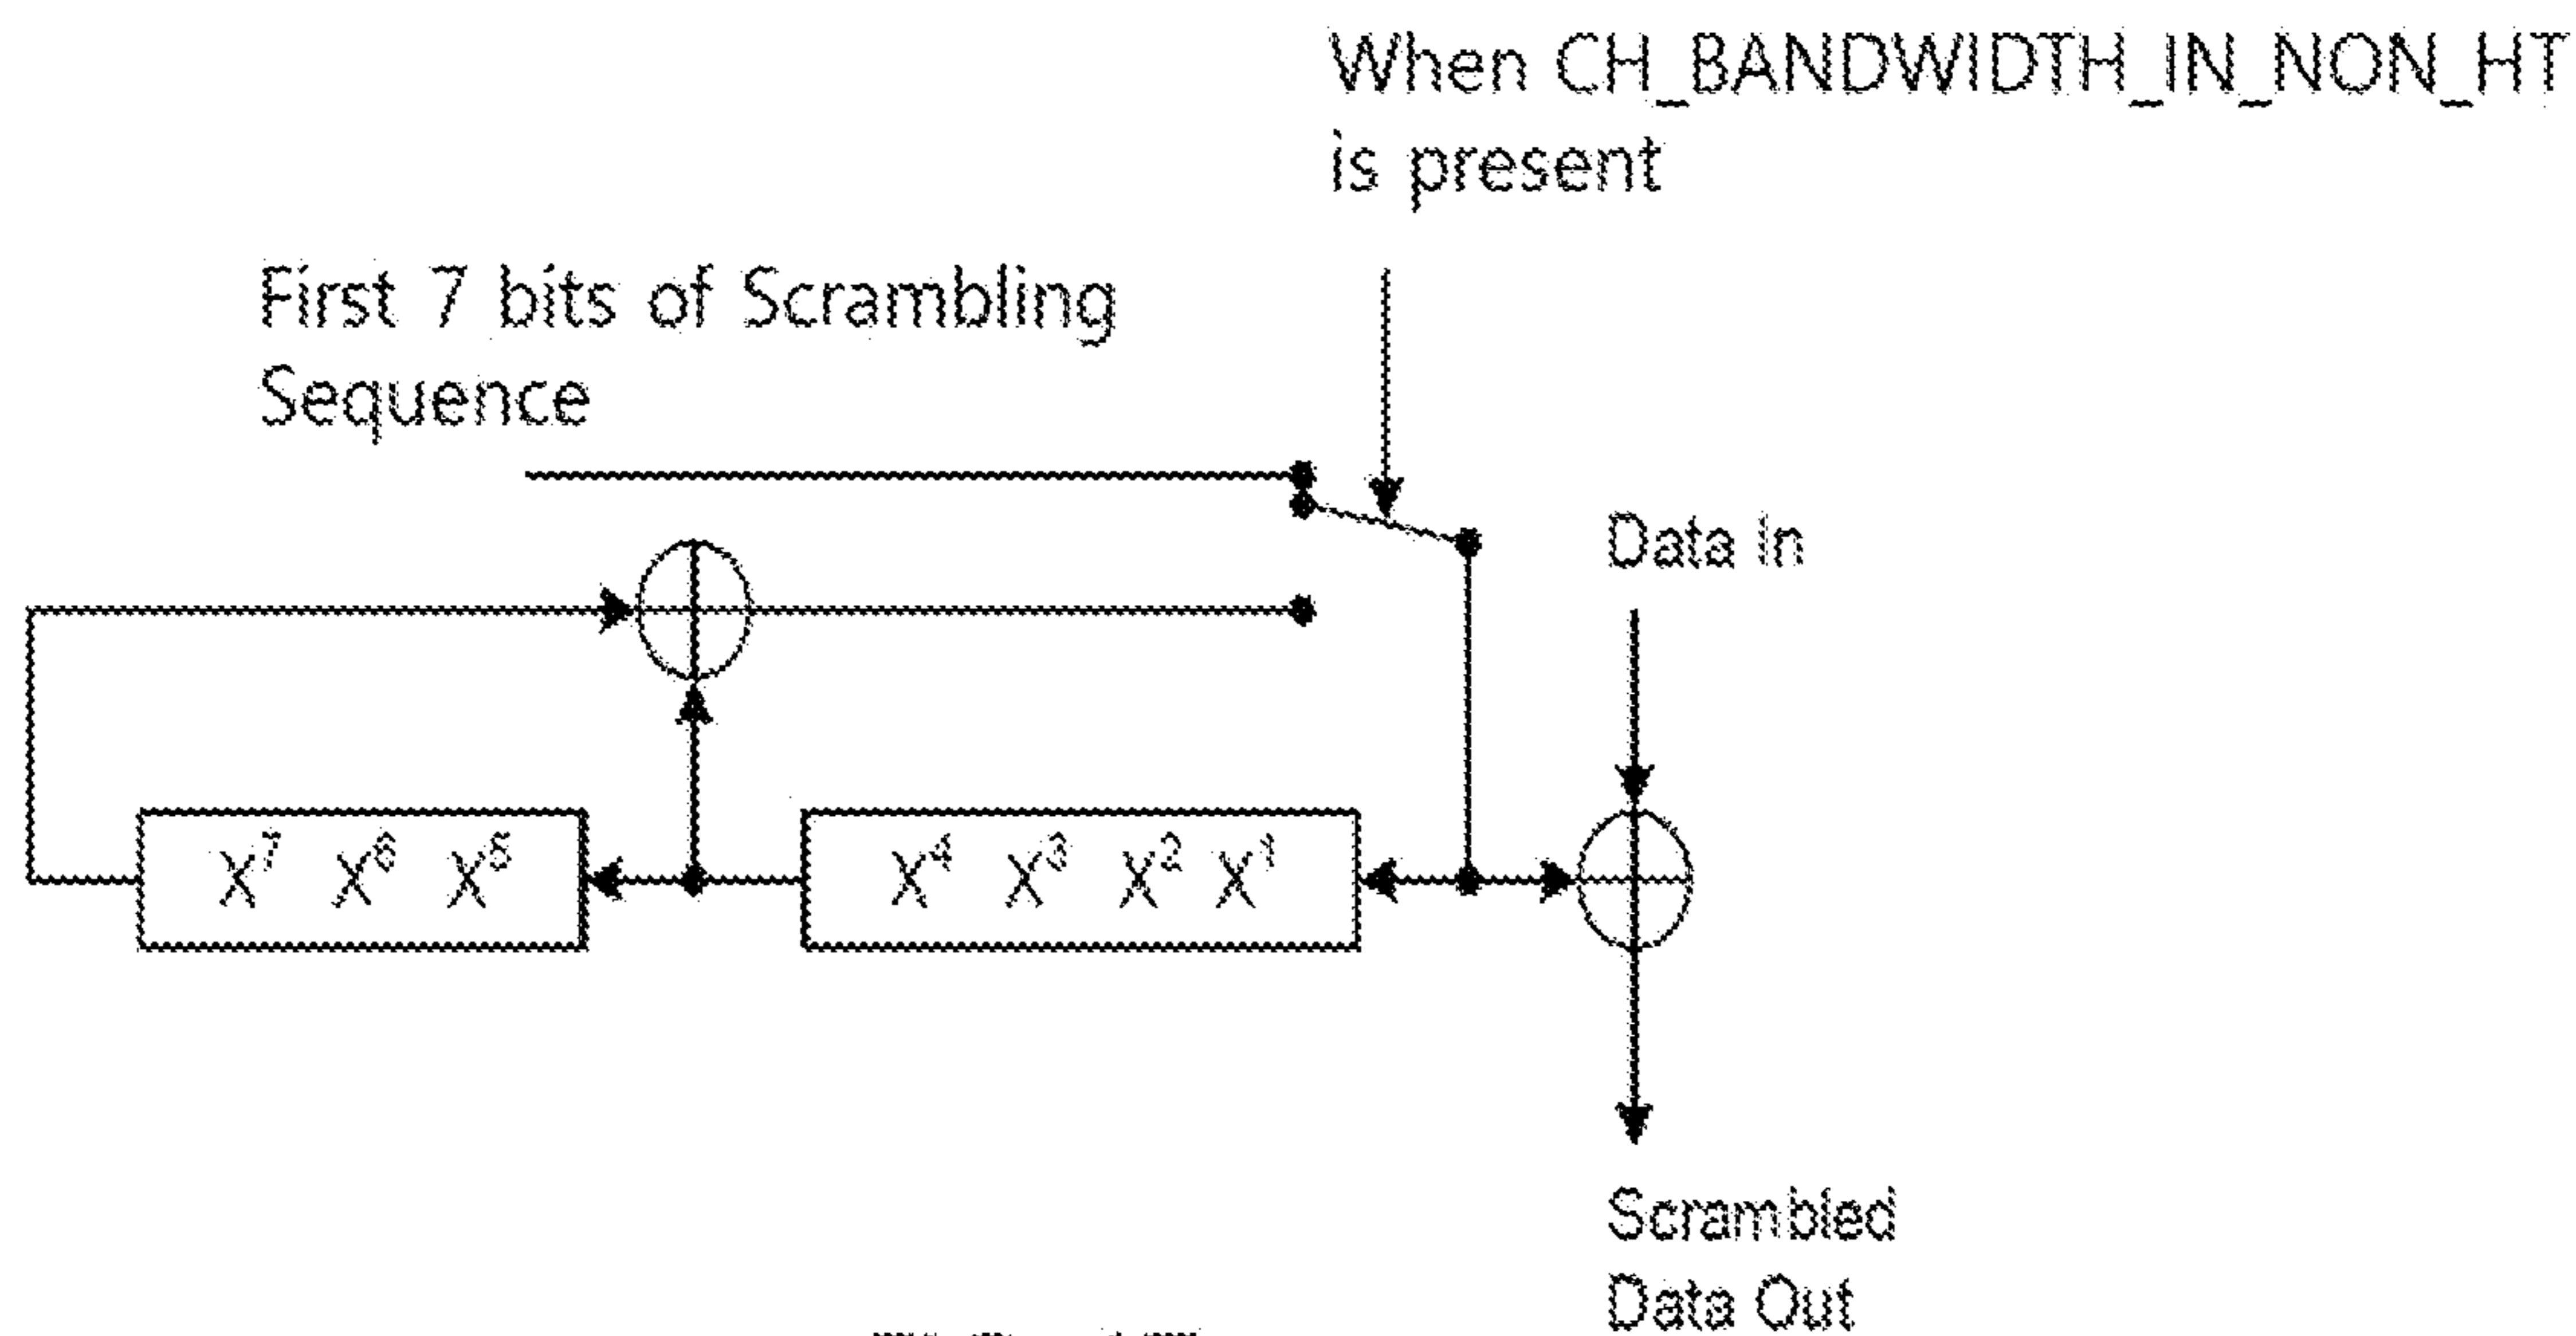 When CH_BANDWIDTH_IN_NON_HT
is present
First 7 bits of Scrambling
Sequence
Data In
X⁷ X⁶ X⁵
X⁴ X³ X² X¹
Scrambled
Data Out